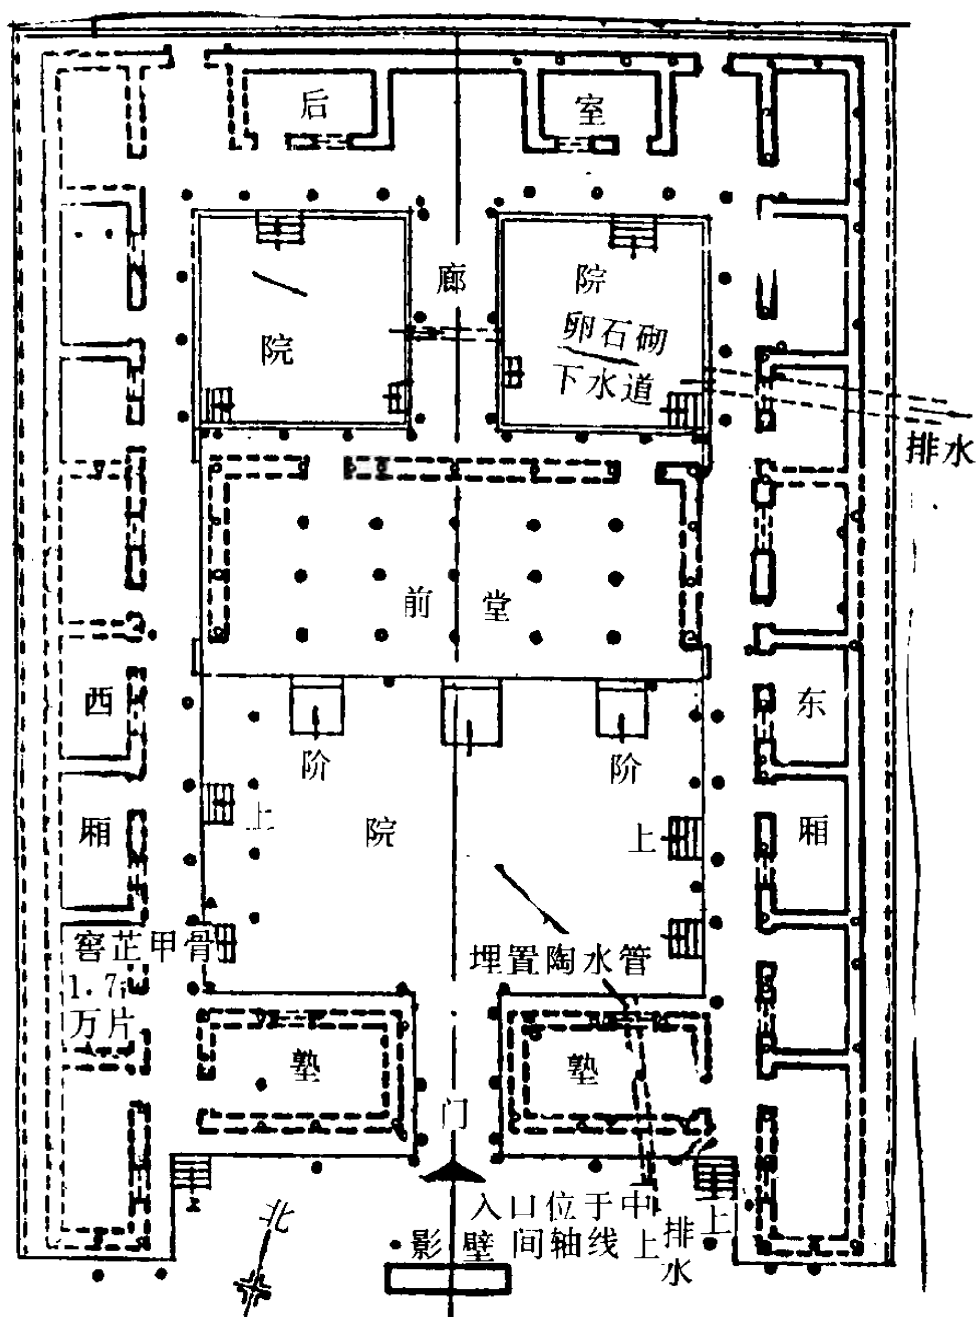 后 室
廊
院
院
卵石砌
下水道
排水
前 堂
西
东
阶
阶
上
院
上
厢
厢
窖芷甲骨
1.7
万片
埋置陶水管
塾
塾
门
入口位于中
间轴线上
影壁
排水
上
北